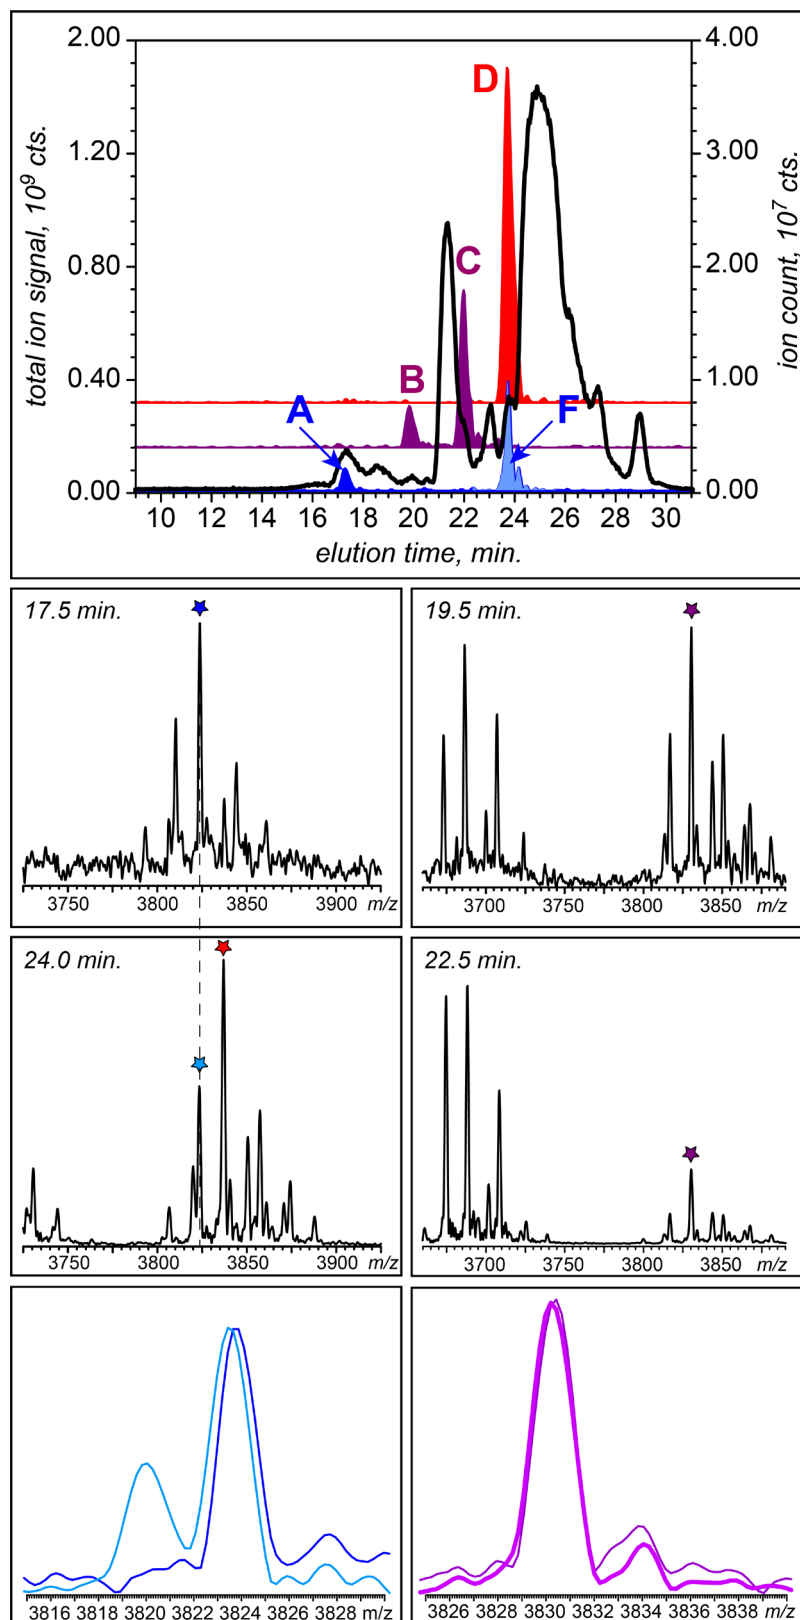 2.00
1.20
0.80
0.40
0.00
total ion signal, 10⁹ cts.
4.00
3.00
2.00
1.00
0.00
ion count, 10⁷ cts.
D
C
B
A
F
10 12 14 16 18 20 22 24 26 28 30
elution time, min.
17.5 min.
3750 3800 3850 3900 m/z
19.5 min.
3700 3750 3800 3850 m/z
24.0 min.
3750 3800 3850 3900 m/z
22.5 min.
3700 3750 3800 3850 m/z
3816 3818 3820 3822 3824 3826 3828 m/z
3826 3828 3830 3832 3834 3836 3838 m/z